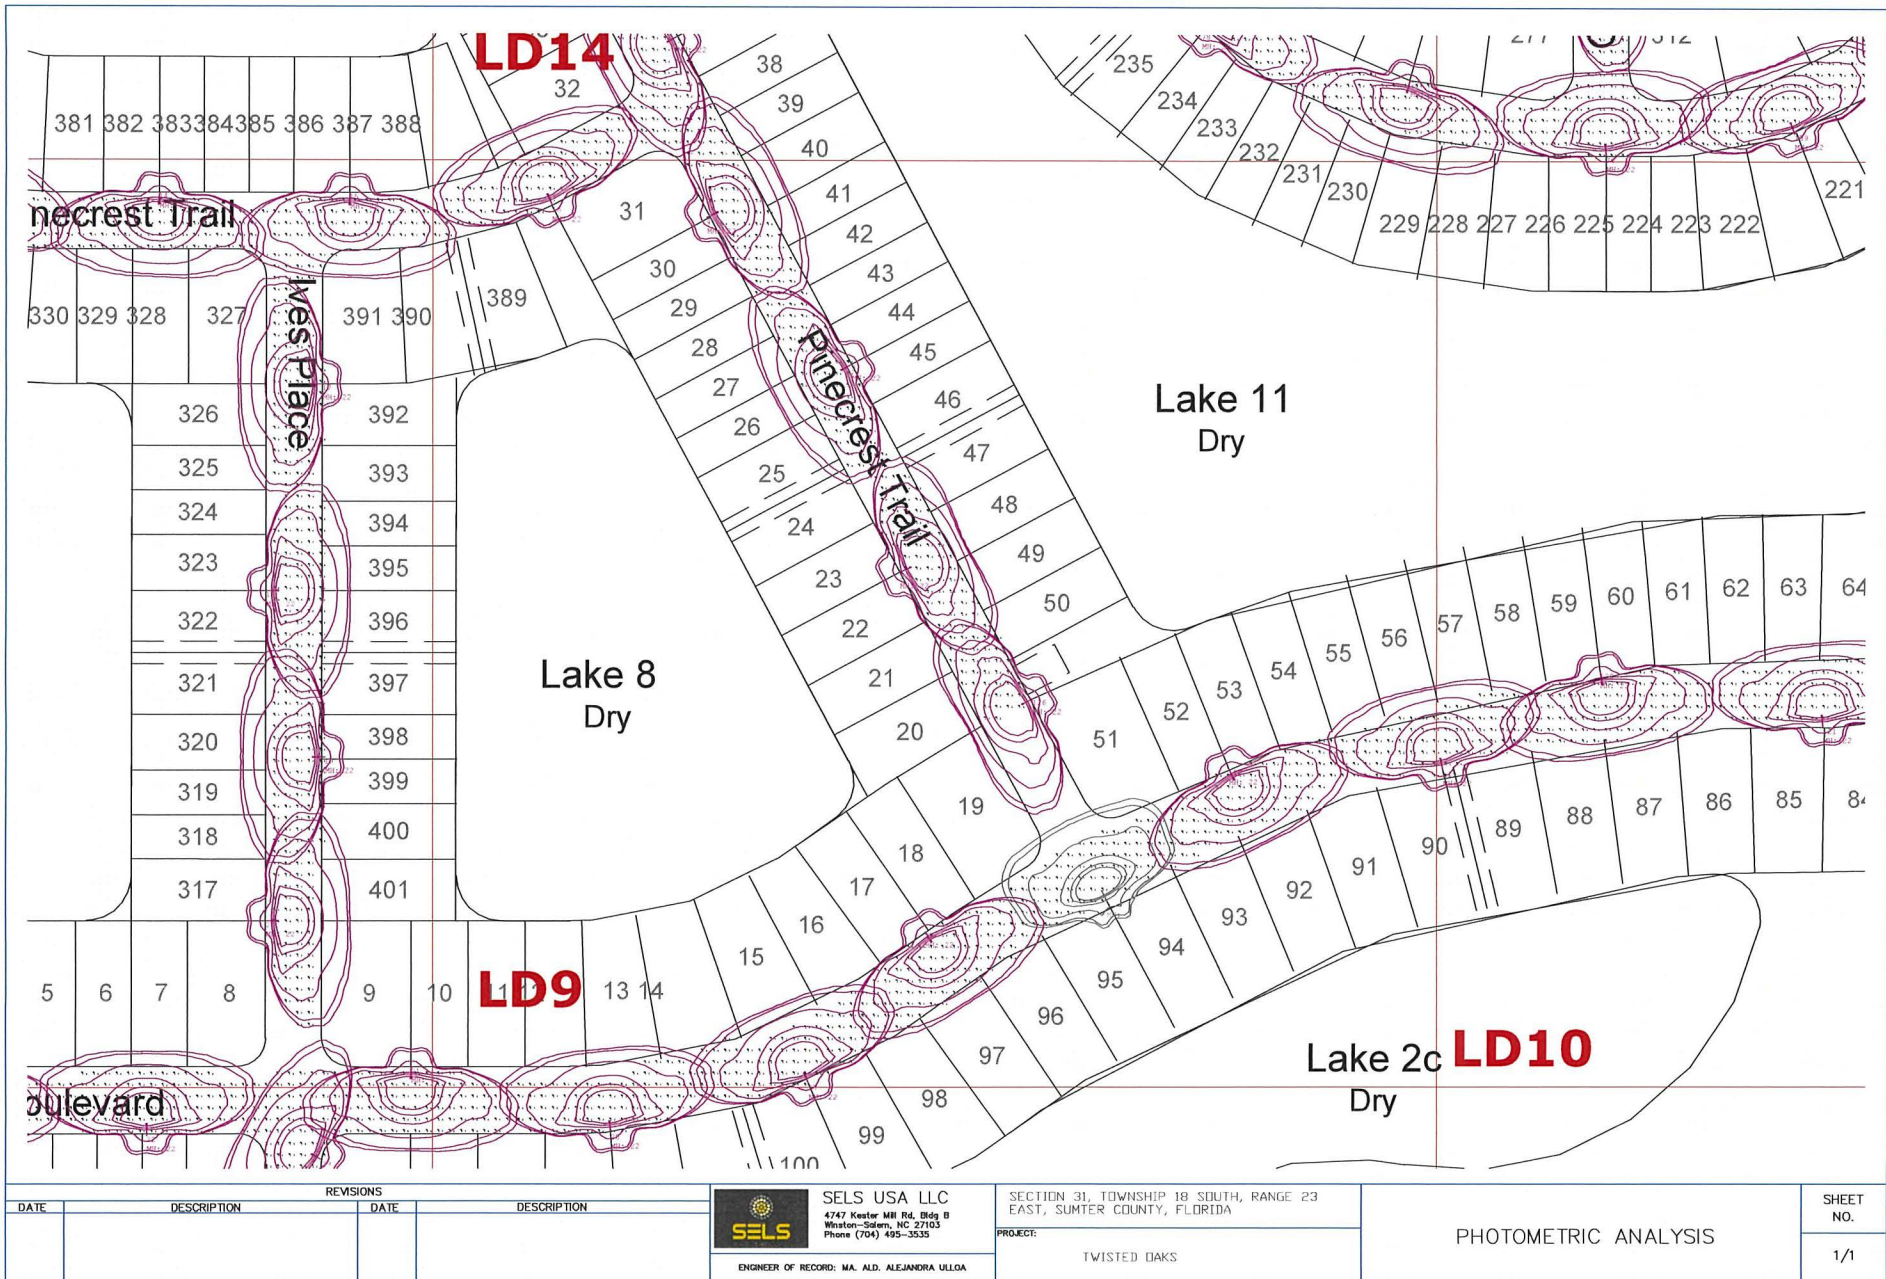 LD14
381 382 383 384 385 386 387 388
32
38
39
40
41
42
43
44
45
46
47
48
49
50
31
30
29
28
27
26
25
24
23
22
21
20
19
18
17
16
15
235
234
233
232
231
230
229 228 227 226 225 224 223 222
221
necrest Trail
330 329 328 327
391 390
389
Ives Place
Pinecrest Trail
Pinecrest Trail
326
325
324
323
322
321
320
319
318
317
392
393
394
395
396
397
398
399
400
401
Lake 8
Dry
Lake 11
Dry
51
52
53
54
55
56
57
58
59
60
61
62
63
64
5 6 7 8 9 10
LD9
13 14
94
93
92
91
90
89
88
87
86
85
95
96
97
98
99
100
oulevard
Lake 2c
Dry
LD10
REVISIONS
DATE DESCRIPTION DATE DESCRIPTION
SELS
SELS USA LLC
4747 Kester Mill Rd, Bldg B
Winston-Salem, NC 27103
Phone (704) 495-3535
ENGINEER OF RECORD: MA. ALD. ALEJANDRA ULLOA
SECTION 31, TOWNSHIP 18 SOUTH, RANGE 23
EAST, SUMTER COUNTY, FLORIDA
PROJECT:
TWISTED OAKS
PHOTOMETRIC ANALYSIS
SHEET
NO.
1/1